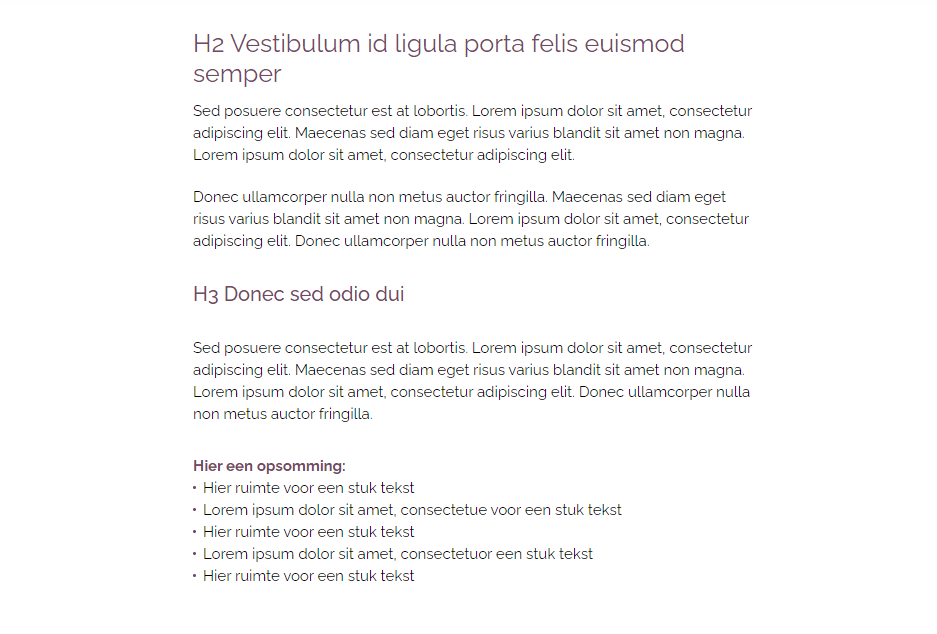 H2 Vestibulum id ligula porta felis euismod
semper
Sed posuere consectetur est at lobortis. Lorem ipsum dolor sit amet, consectetur
adipiscing elit. Maecenas sed diam eget risus varius blandit sit amet non magna.
Lorem ipsum dolor sit amet, consectetur adipiscing elit.
Donec ullamcorper nulla non metus auctor fringilla. Maecenas sed diam eget
risus varius blandit sit amet non magna. Lorem ipsum dolor sit amet, consectetur
adipiscing elit. Donec ullamcorper nulla non metus auctor fringilla.
H3 Donec sed odio dui
Sed posuere consectetur est at lobortis. Lorem ipsum dolor sit amet, consectetur
adipiscing elit. Maecenas sed diam eget risus varius blandit sit amet non magna.
Lorem ipsum dolor sit amet, consectetur adipiscing elit. Donec ullamcorper nulla
non metus auctor fringilla.
Hier een opsomming:
• Hier ruimte voor een stuk tekst
• Lorem ipsum dolor sit amet, consectetue voor een stuk tekst
• Hier ruimte voor een stuk tekst
• Lorem ipsum dolor sit amet, consectetuor een stuk tekst
• Hier ruimte voor een stuk tekst